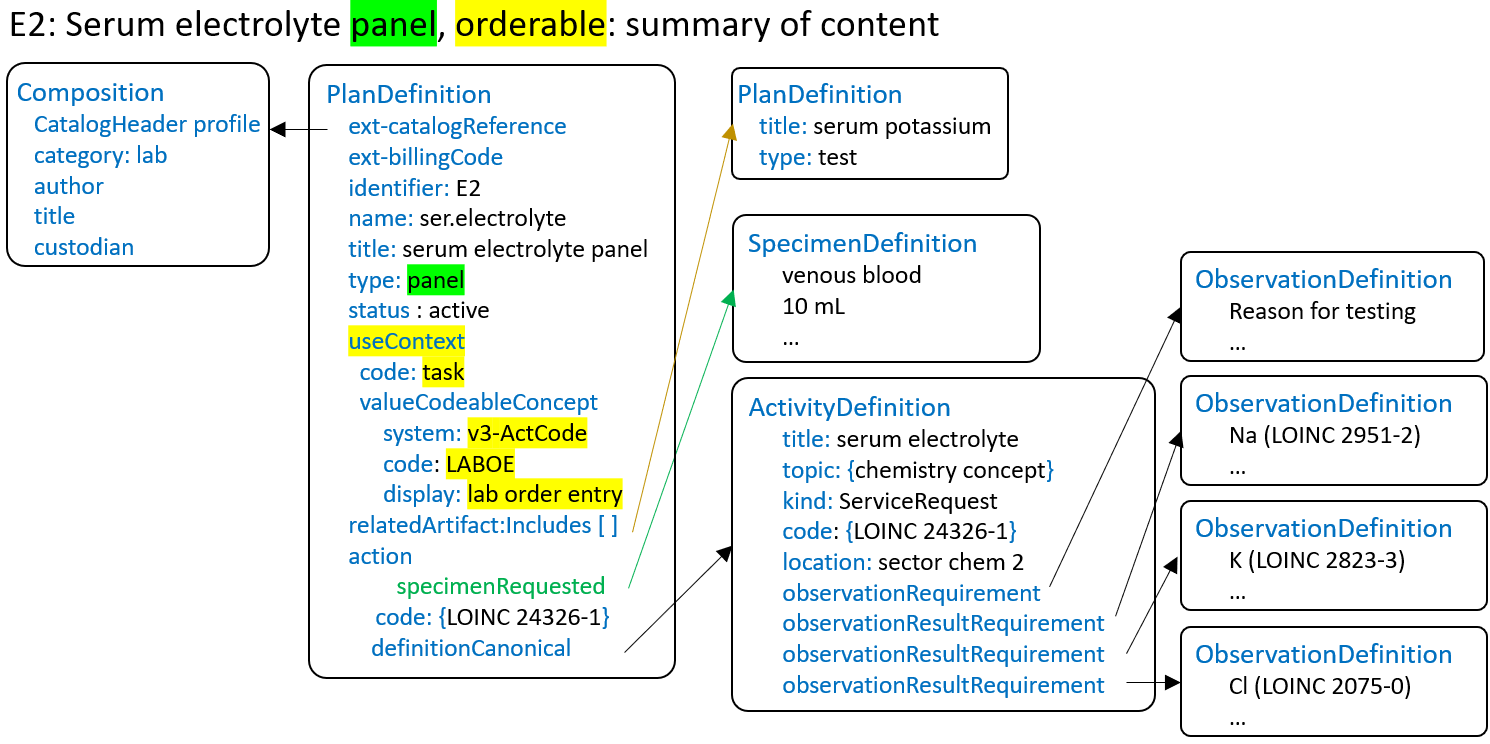 E2: Serum electrolyte panel, orderable: summary of content
Composition
CatalogHeader profile
category: lab
author
title
custodian
PlanDefinition
ext-catalogReference
ext-billingCode
identifier: E2
name: ser.electrolyte
title: serum electrolyte panel
type: panel
status : active
useContext
code: task
valueCodeableConcept
system: v3-ActCode
code: LABOE
display: lab order entry
relatedArtifact:Includes [ ]
action
specimenRequested
code: {LOINC 24326-1}
definitionCanonical
PlanDefinition
title: serum potassium
type: test
SpecimenDefinition
venous blood
10 mL
...
ActivityDefinition
title: serum electrolyte
topic: {chemistry concept}
kind: ServiceRequest
code: {LOINC 24326-1}
location: sector chem 2
observationRequirement
observationResultRequirement
observationResultRequirement
observationResultRequirement
ObservationDefinition
Reason for testing
...
ObservationDefinition
Na (LOINC 2951-2)
...
ObservationDefinition
K (LOINC 2823-3)
...
ObservationDefinition
Cl (LOINC 2075-0)
...